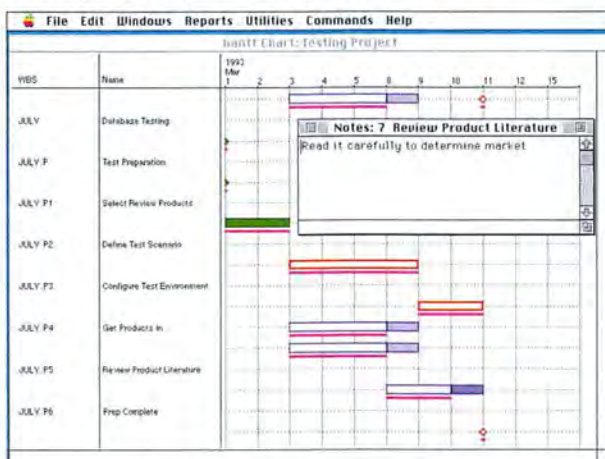 File Edit Windows Reports Utilities Commands Help
Gantt Chart: Testing Project
WBS Name 1993
Mar
1 2 3 4 5 8 9 10 11 12 15
Notes: 7 Review Product Literature
Read it carefully to determine market
JULY Database Testing
JULY.P Test Preparation
JULY.P1 Select Review Products
JULY.P2 Define Test Scenario
JULY.P3 Configure Test Environment
JULY.P4 Get Products In
JULY.P5 Review Product Literature
JULY.P6 Prep Complete